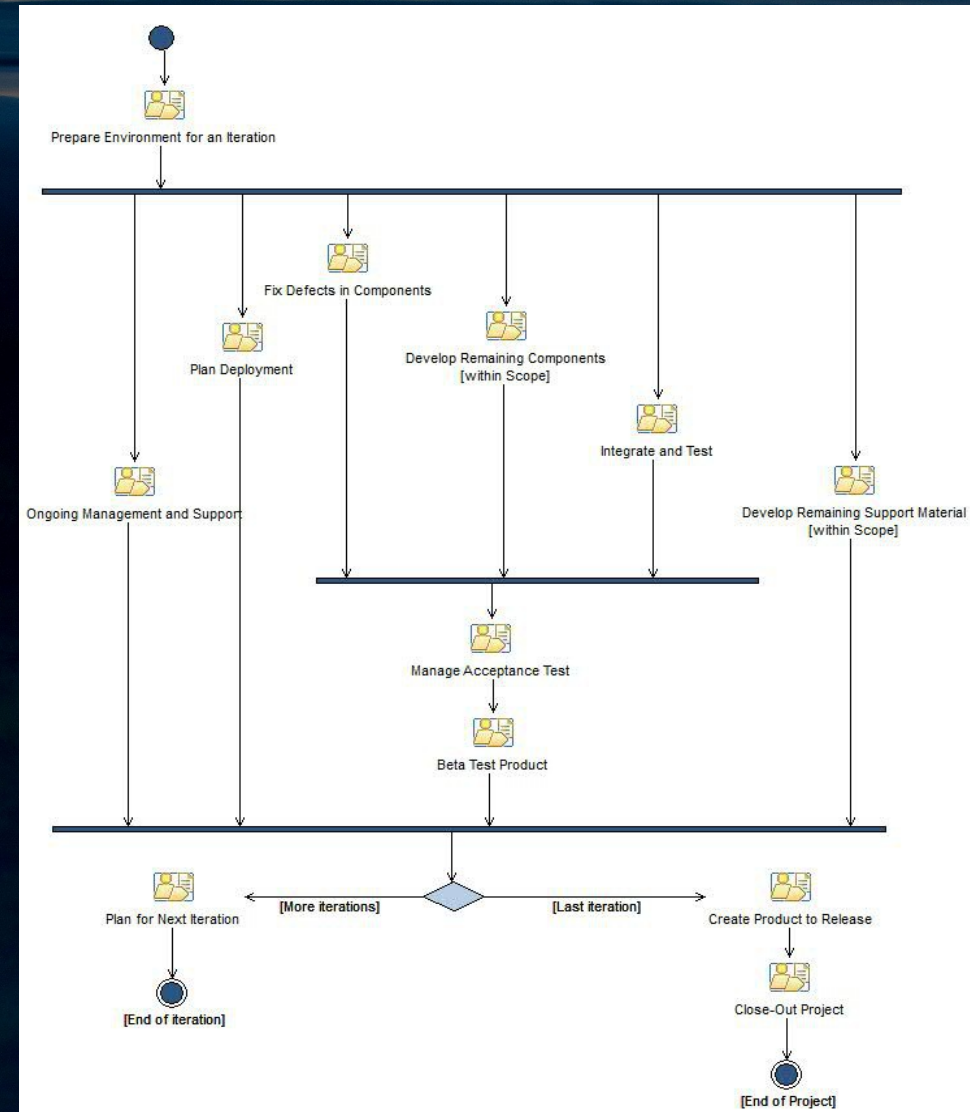 Prepare Environment for an Iteration
Fix Defects in Components
Plan Deployment
Develop Remaining Components
[within Scope]
Integrate and Test
Ongoing Management and Support
Develop Remaining Support Material
[within Scope]
Manage Acceptance Test
Beta Test Product
[More iterations]
[Last iteration]
Plan for Next Iteration
Create Product to Release
[End of iteration]
Close-Out Project
[End of Project]